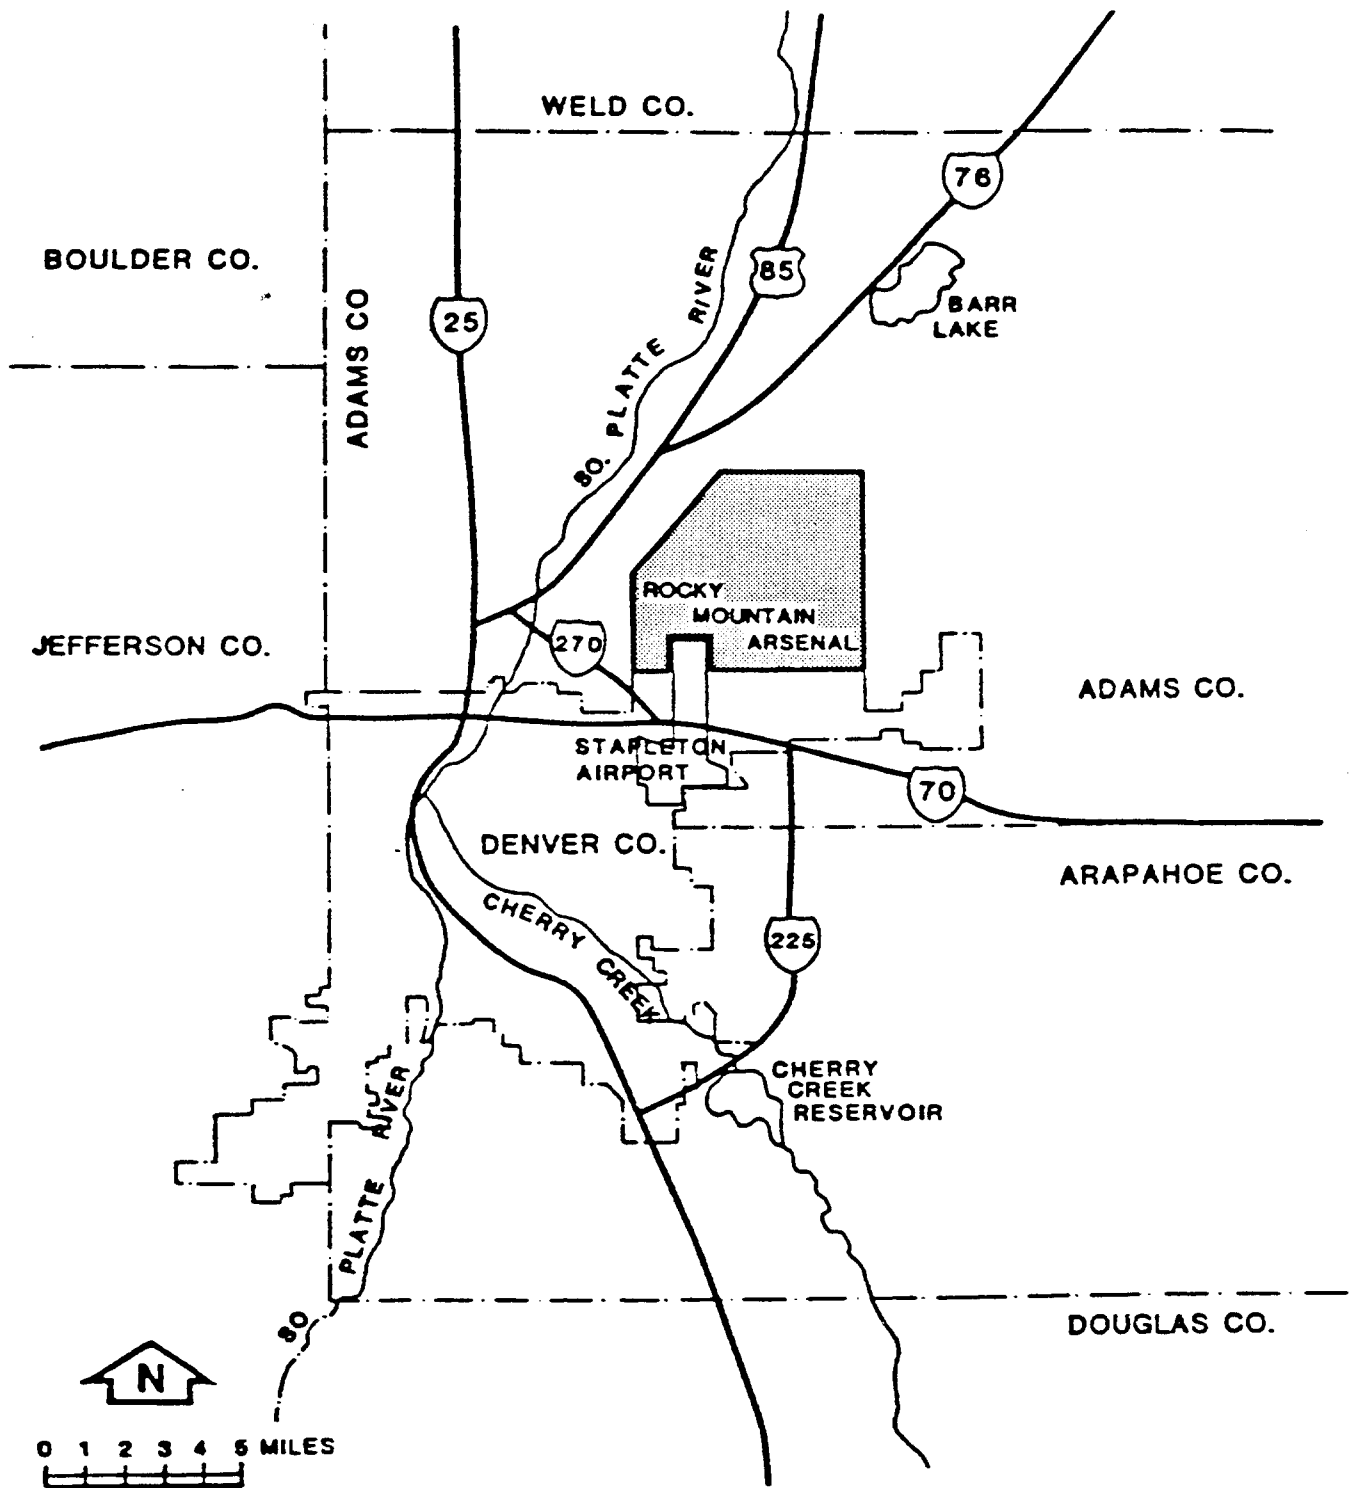 WELD CO.
76
BOULDER CO.
85
RIVER
BARR
LAKE
ADAMS CO
25
PLATTE
SO.
ROCKY
MOUNTAIN
ARSENAL
JEFFERSON CO.
270
ADAMS CO.
STAPLETON
AIRPORT
70
DENVER CO.
ARAPAHOE CO.
CHERRY
CREEK
225
CHERRY
CREEK
RESERVOIR
RIVER
PLATTE
SO
DOUGLAS CO.
N
0 1 2 3 4 5 MILES